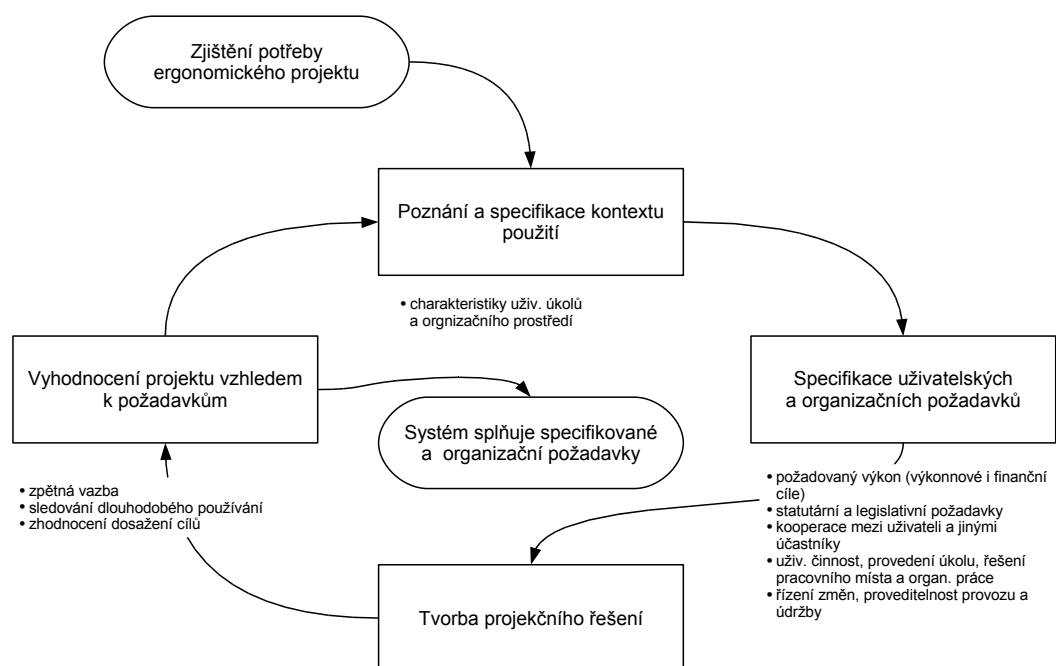 Zjištění potřeby
ergonomického projektu
Poznání a specifikace kontextu
použití
• charakteristiky uživ. úkolů
a orgnizačního prostředí
Vyhodnocení projektu vzhledem
k požadavkům
Specifikace uživatelských
a organizačních požadavků
Systém splňuje specifikované
a organizační požadavky
• zpětná vazba
• sledování dlouhodobého používání
• zhodnocení dosažení cílů
• požadovaný výkon (výkonnové i finanční
cíle)
• statutární a legislativní požadavky
• kooperace mezi uživateli a jinými
účastníky
• uživ. činnost, provedení úkolu, řešení
pracovního místa a organ. práce
• řízení změn, proveditelnost provozu a
údržby
Tvorba projekčního řešení